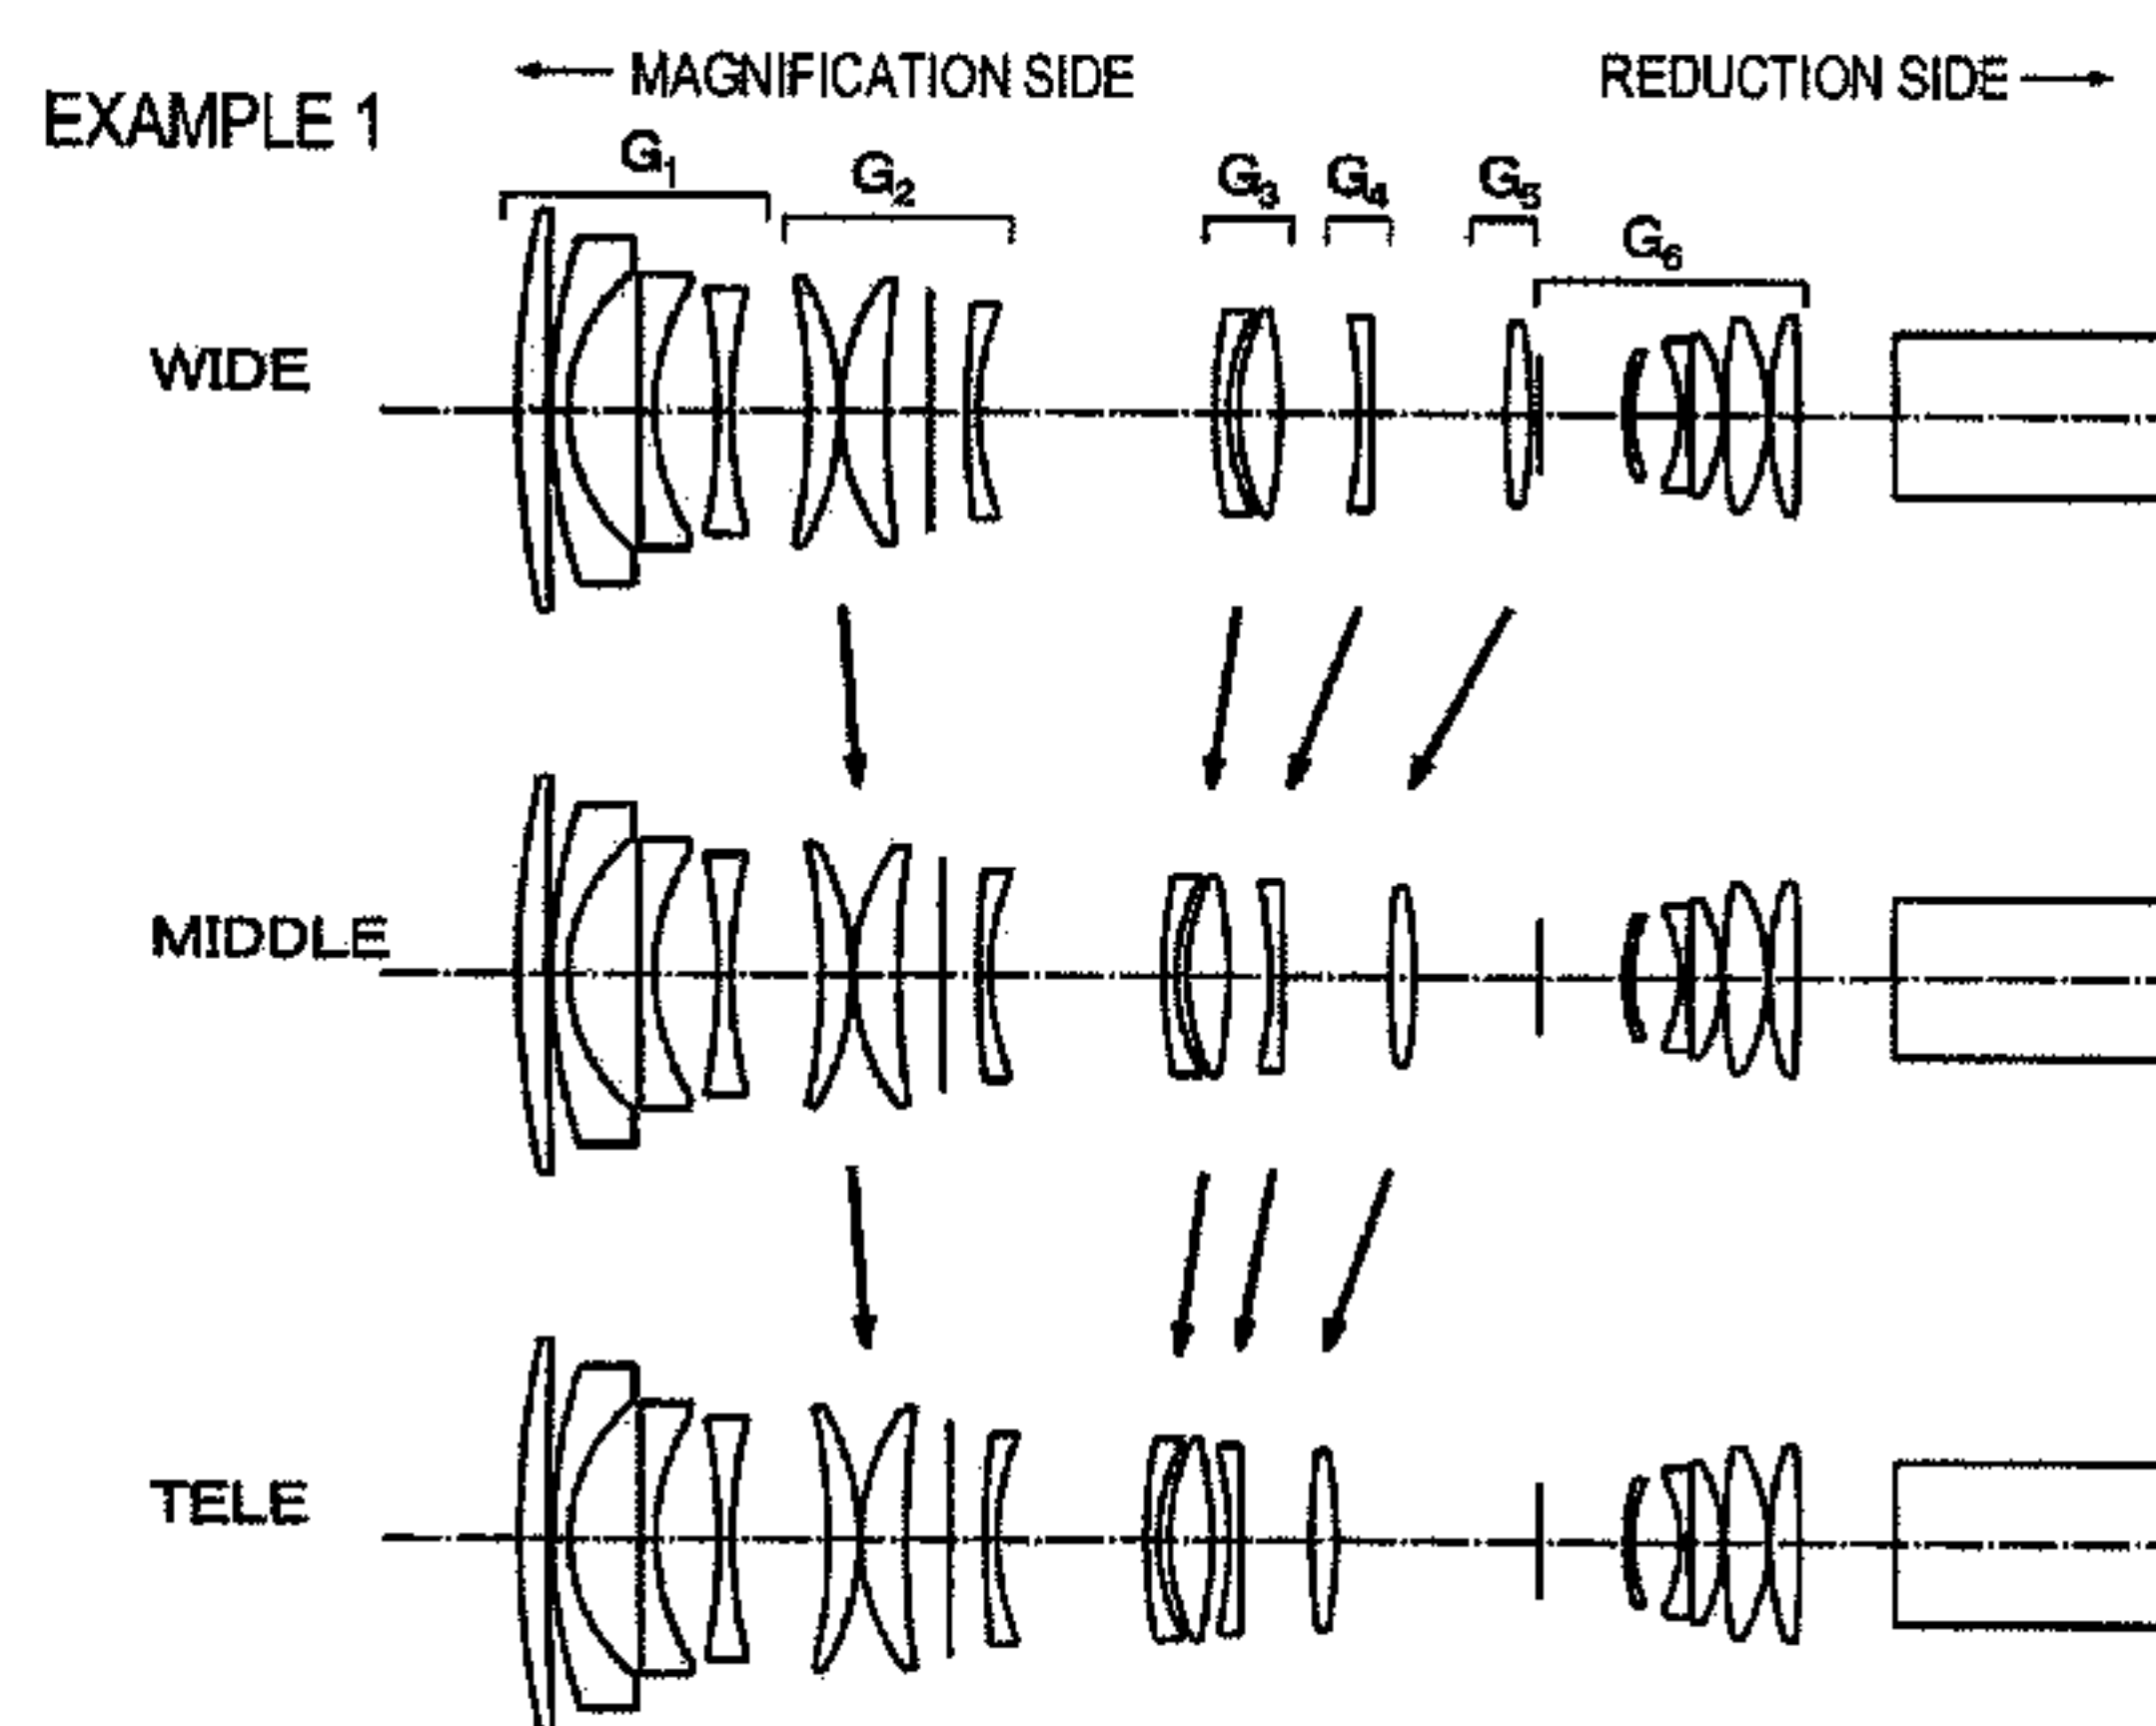 ← MAGNIFICATION SIDE REDUCTION SIDE →
EXAMPLE 1
G1 G2 G3 G4 G5 G6
WIDE
MIDDLE
TELE